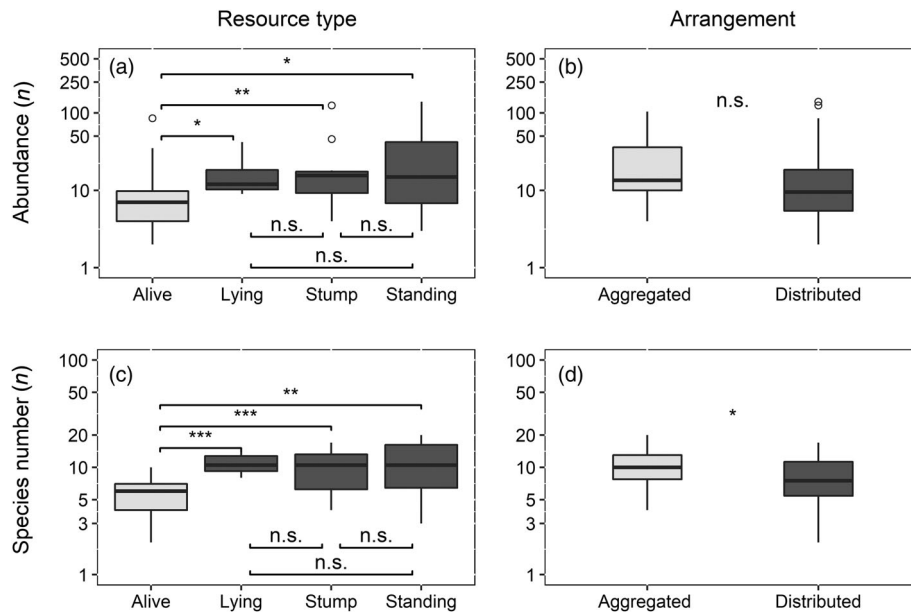 Resource type
Arrangement
Abundance (n)
(a)
500
250
100
50
10
1
*
**
*
n.s.
n.s.
n.s.
Alive Lying Stump Standing
(b)
500
250
100
50
10
1
n.s.
Aggregated Distributed
Species number (n)
(c)
100
50
20
10
5
3
1
**
***
***
n.s.
n.s.
n.s.
Alive Lying Stump Standing
(d)
100
50
20
10
5
3
1
*
Aggregated Distributed